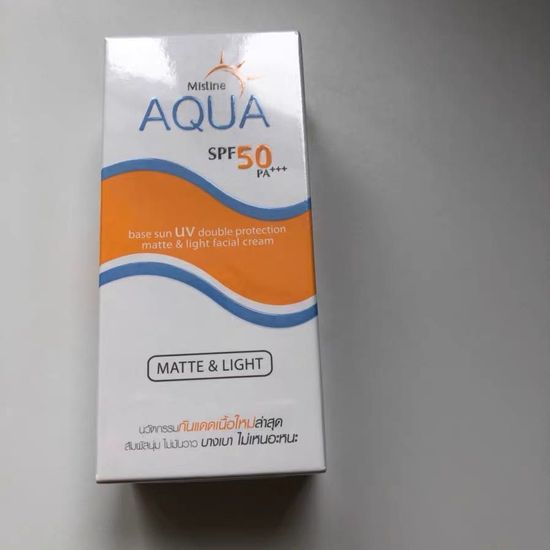 Mistine
AQUA
SPF50
PA+++
base sun UV double protection
matte & light facial cream
MATTE & LIGHT
นวัตกรรมกันแดดเนื้อใหม่ล่าสุด
สัมผัสนุ่ม ไม่มันวาว บางเบา ไม่เหนอะหนะ